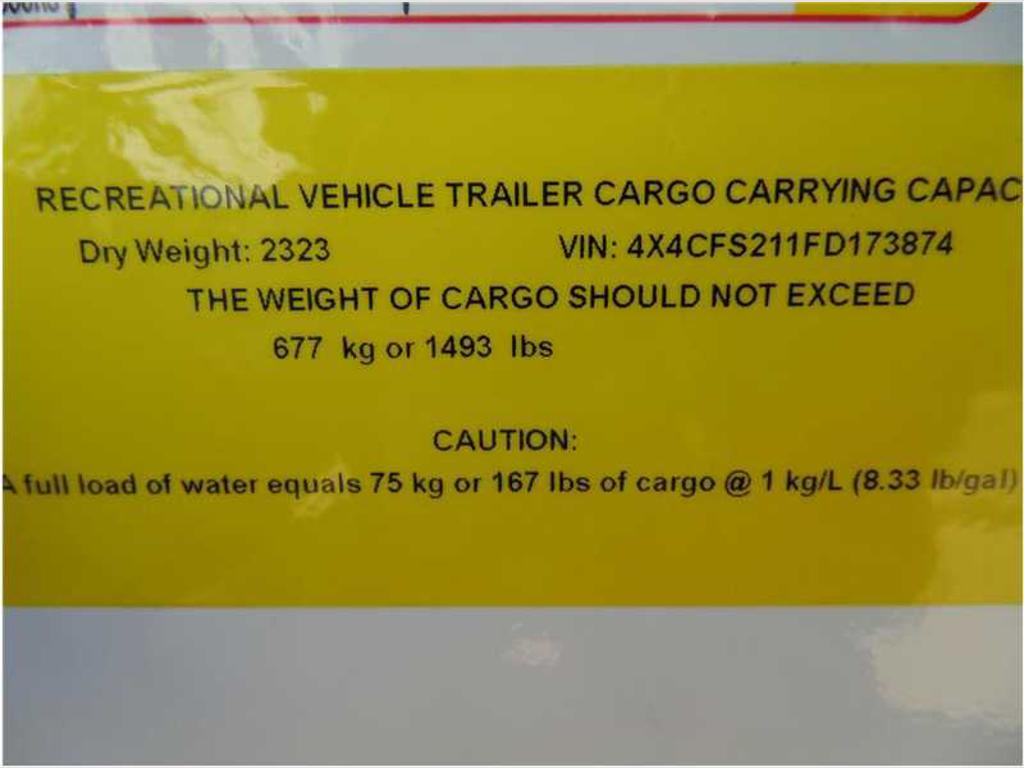 RECREATIONAL VEHICLE TRAILER CARGO CARRYING CAPAC
Dry Weight: 2323 VIN: 4X4CFS211FD173874
THE WEIGHT OF CARGO SHOULD NOT EXCEED
677 kg or 1493 lbs
CAUTION:
A full load of water equals 75 kg or 167 lbs of cargo @ 1 kg/L (8.33 lb/gal)